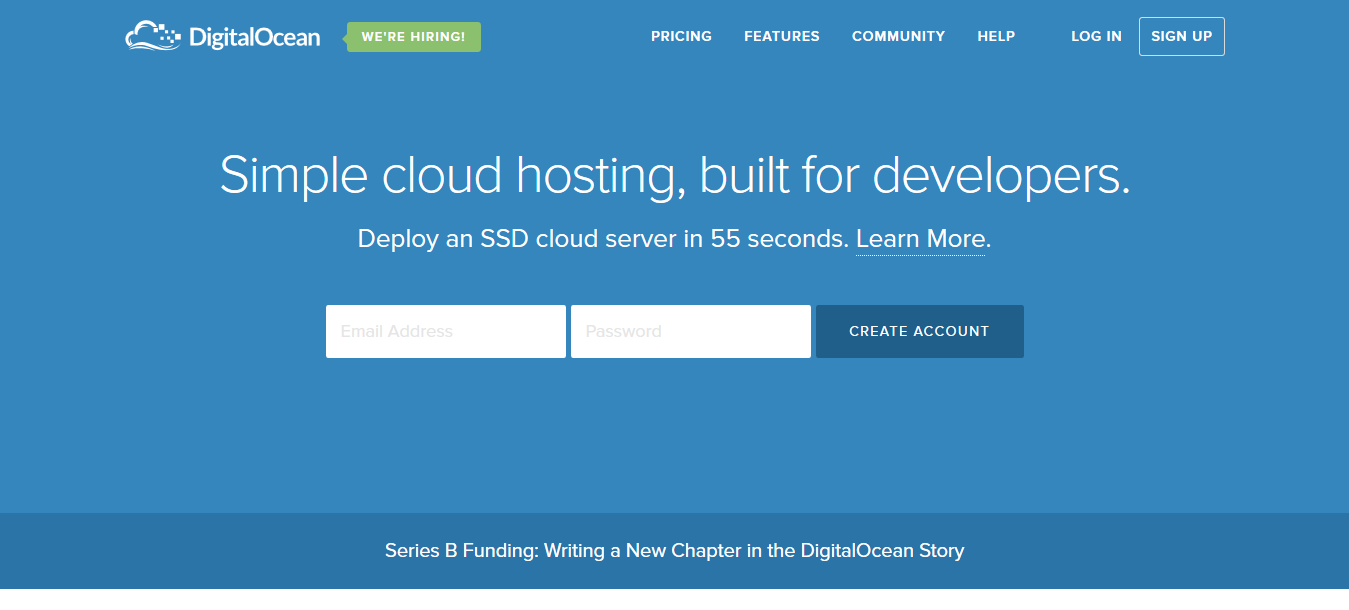 DigitalOcean WE'RE HIRING! PRICING FEATURES COMMUNITY HELP LOG IN SIGN UP
Simple cloud hosting, built for developers.
Deploy an SSD cloud server in 55 seconds. Learn More.
Email Address Password CREATE ACCOUNT
Series B Funding: Writing a New Chapter in the DigitalOcean Story